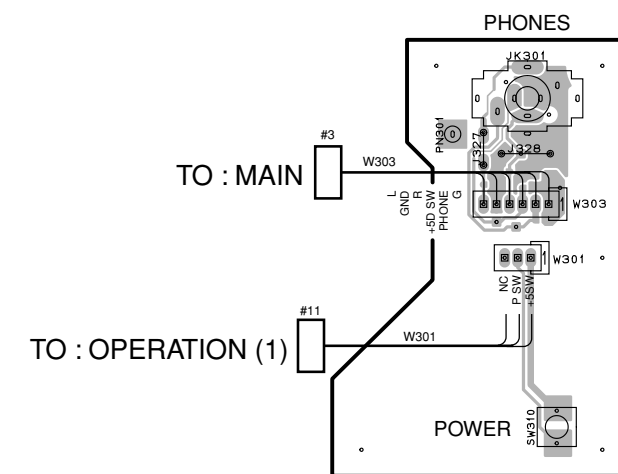 PHONES
JK301
PN301
J327
J328
#3
W303
TO : MAIN
L
GND
R
+5D SW
PHONE
G
1
W303
1
W301
NC
P SW
+5SW
#11
W301
TO : OPERATION (1)
POWER
SW310